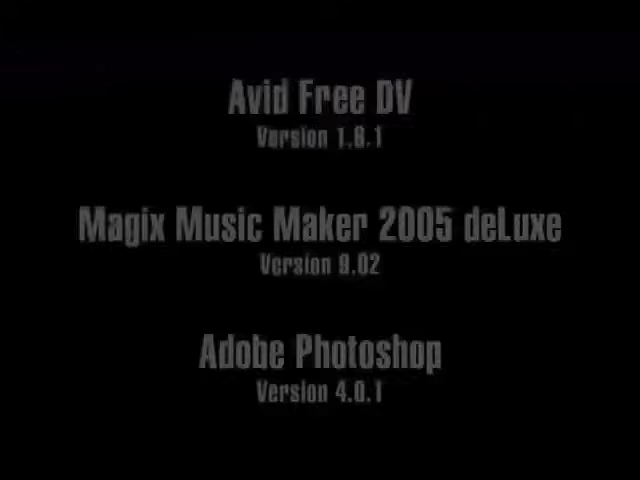 Avid Free DV
Version 1.8.1
Magix Music Maker 2005 deLuxe
Version 9.02
Adobe Photoshop
Version 4.0.1